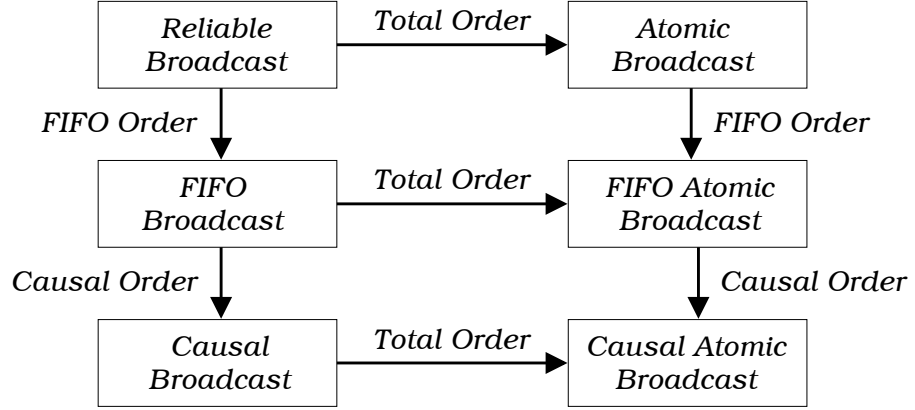 Reliable
Broadcast
Total Order
Atomic
Broadcast
FIFO Order
FIFO Order
FIFO
Broadcast
Total Order
FIFO Atomic
Broadcast
Causal Order
Causal Order
Causal
Broadcast
Total Order
Causal Atomic
Broadcast